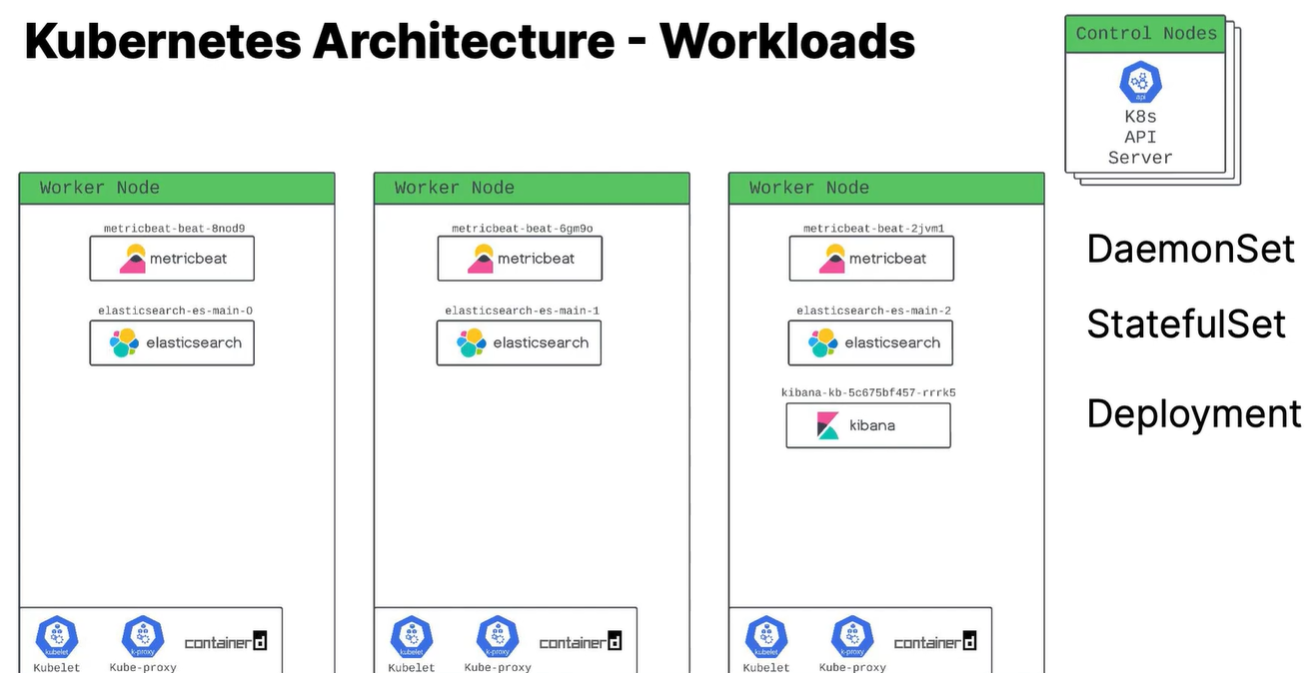 Kubernetes Architecture - Workloads
Control Nodes
api
K8s
API
Server
Worker Node
metricbeat-beat-8nod9
metricbeat
elasticsearch-es-main-0
elasticsearch
kubelet
Kubelet
k-proxy
Kube-proxy
containerd
Worker Node
metricbeat-beat-6gm9o
metricbeat
elasticsearch-es-main-1
elasticsearch
kubelet
Kubelet
k-proxy
Kube-proxy
containerd
Worker Node
metricbeat-beat-2jvm1
metricbeat
elasticsearch-es-main-2
elasticsearch
kibana-kb-5c675bf457-rrrk5
kibana
kubelet
Kubelet
k-proxy
Kube-proxy
containerd
DaemonSet
StatefulSet
Deployment